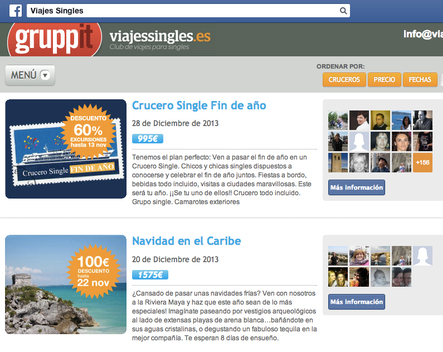 Viajes Singles
gruppit
viajessingles.es
Club de viajes para singles
Info@via
MENÚ
ORDENAR POR:
CRUCEROS
PRECIO
FECHAS
DESCUENTO
60%
EXCURSIONES
hasta 13 nov
Crucero Single FIN DE AÑO
Crucero Single Fin de año
28 de Diciembre de 2013
995€
Tenemos el plan perfecto: Ven a pasar el fin de año en un
Crucero Single. Chicos y chicas singles dispuestos a
conocerse y celebrar el fin de año juntos. Fiestas a bordo,
bebidas todo incluido, visitas a ciudades maravillosas. Este
será tu año. ¡¡Se tu uno de ellos!! Crucero todo incluido.
Grupo single. Camarotes exteriores
Más información
100€
DESCUENTO
hasta
22 nov
Navidad en el Caribe
20 de Diciembre de 2013
1575€
¿Cansado de pasar unas navidades frías? Ven con nosotros
a la Riviera Maya y haz que este año sean de lo más
especiales! Imagínate paseando por vestigios arqueológicos
al lado de extensas playas de arena blanca...bañándote en
sus aguas cristalinas, o degustando un fabuloso tequila en la
mejor compañía. Te esperan 8 días de ensueño.
Más información